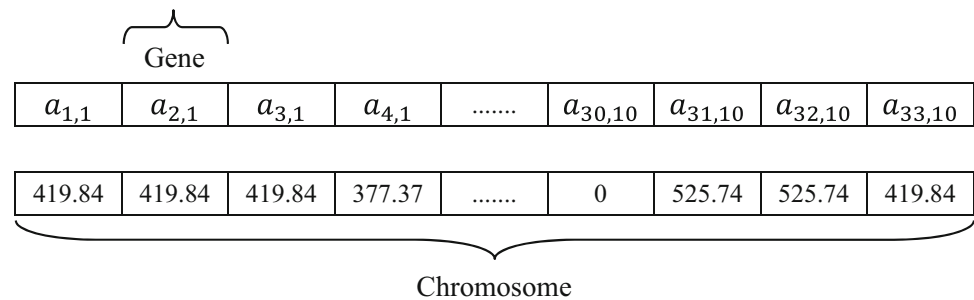 Gene
a1,1 a2,1 a3,1 a4,1 ....... a30,10 a31,10 a32,10 a33,10
419.84 419.84 419.84 377.37 ....... 0 525.74 525.74 419.84
Chromosome